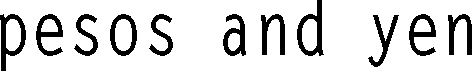 pesos and yen